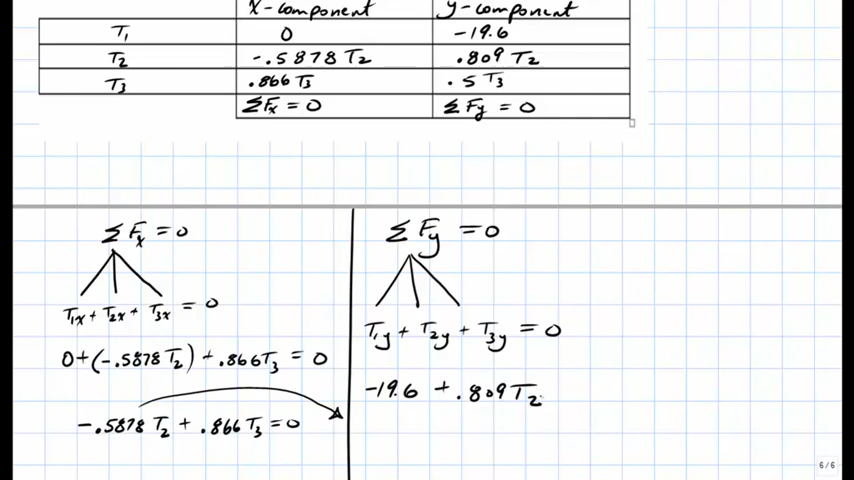 x-component y-component
T₁ 0 -19.6
T₂ -.5878 T₂ .809 T₂
T₃ .866 T₃ .5 T₃
ΣFx = 0 ΣFy = 0
ΣFx = 0
T₁x + T₂x + T₃x = 0
0+(-.5878 T₂) + .866T₃ = 0
-.5878 T₂ + .866 T₃ = 0
ΣFy = 0
T₁y + T₂y + T₃y = 0
-19.6 + .809 T₂
6/6